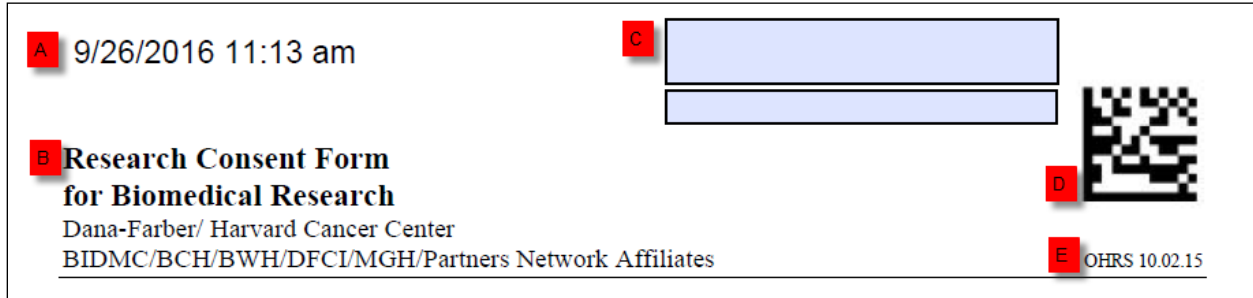 A 9/26/2016 11:13 am
C
B Research Consent Form
for Biomedical Research
D
Dana-Farber/ Harvard Cancer Center
BIDMC/BCH/BWH/DFCI/MGH/Partners Network Affiliates
E OHRS 10.02.15